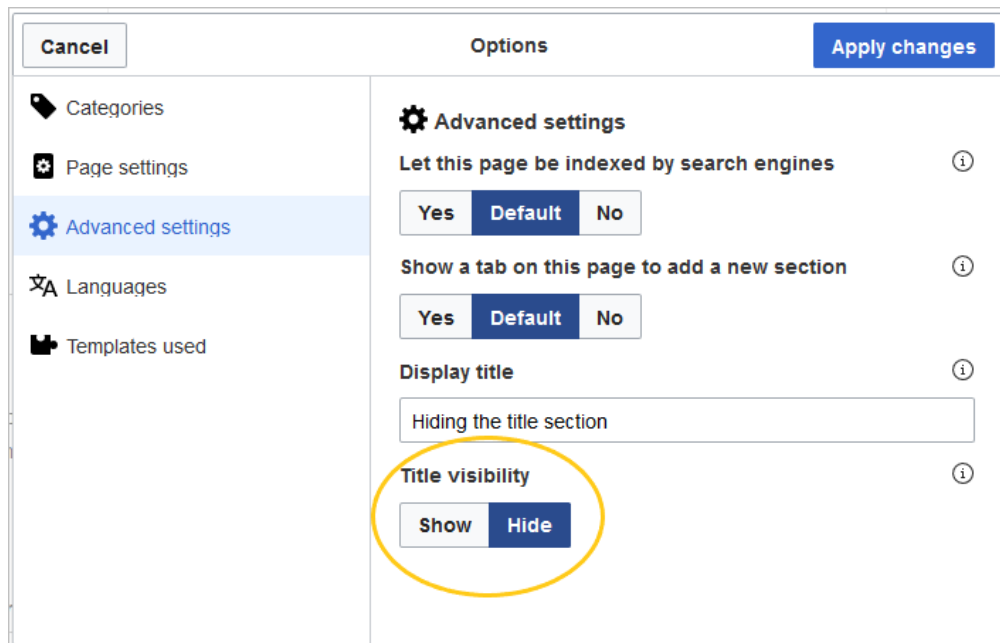 Cancel
Options
Apply changes
Categories
Page settings
Advanced settings
Languages
Templates used
Advanced settings
Let this page be indexed by search engines
Yes Default No
Show a tab on this page to add a new section
Yes Default No
Display title
Hiding the title section
Title visibility
Show Hide